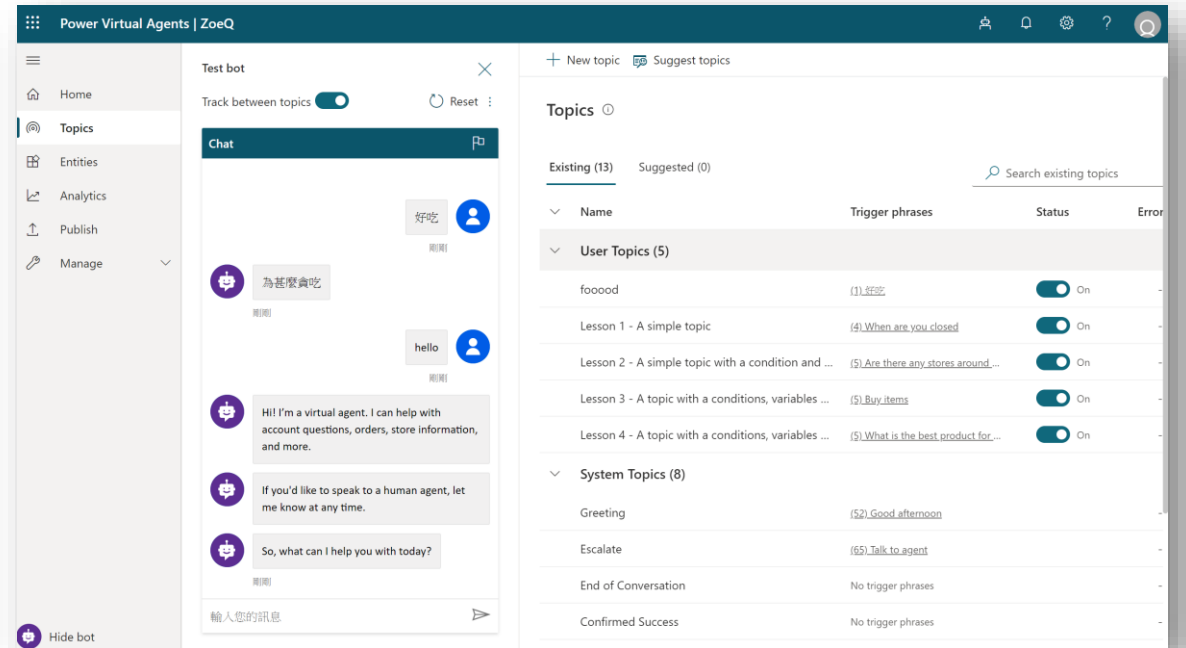 Power Virtual Agents | ZoeQ
Home
Topics
Entities
Analytics
Publish
Manage
Hide bot
Test bot
Track between topics
Reset
Chat
好吃
剛剛
為甚麼貪吃
剛剛
hello
剛剛
Hi! I'm a virtual agent. I can help with
account questions, orders, store information,
and more.
If you'd like to speak to a human agent, let
me know at any time.
So, what can I help you with today?
剛剛
輸入您的訊息
New topic Suggest topics
Topics
Existing (13) Suggested (0)
Search existing topics
Name Trigger phrases Status Error
User Topics (5)
fooood (1) 好吃 On -
Lesson 1 - A simple topic (4) When are you closed On -
Lesson 2 - A simple topic with a condition and ... (5) Are there any stores around ... On -
Lesson 3 - A topic with a conditions, variables ... (5) Buy items On -
Lesson 4 - A topic with a conditions, variables ... (5) What is the best product for ... On -
System Topics (8)
Greeting (52) Good afternoon -
Escalate (65) Talk to agent -
End of Conversation No trigger phrases -
Confirmed Success No trigger phrases -